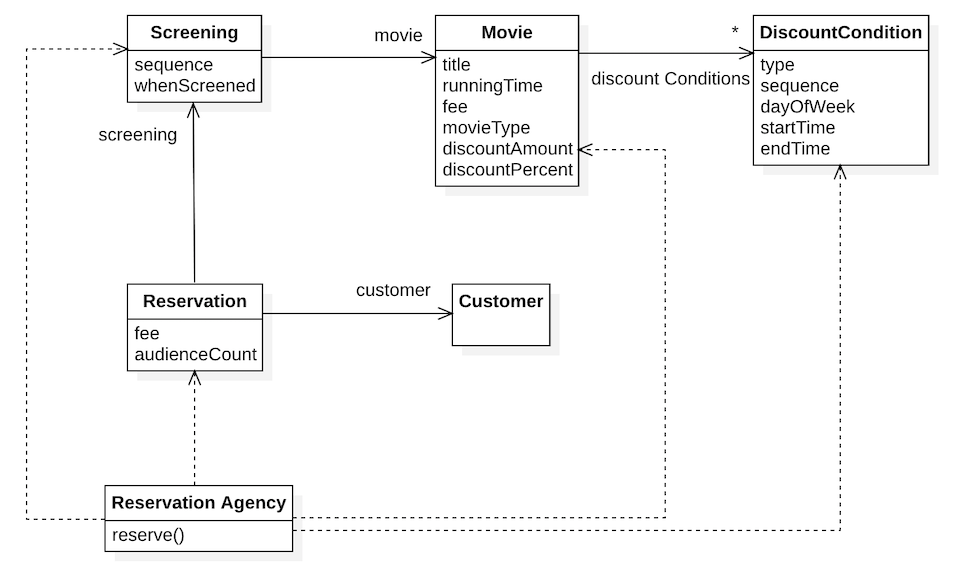 Screening
sequence
whenScreened
movie
Movie
title
runningTime
fee
movieType
discountAmount
discountPercent
*
discount Conditions
DiscountCondition
type
sequence
dayOfWeek
startTime
endTime
screening
Reservation
fee
audienceCount
customer
Customer
Reservation Agency
reserve()